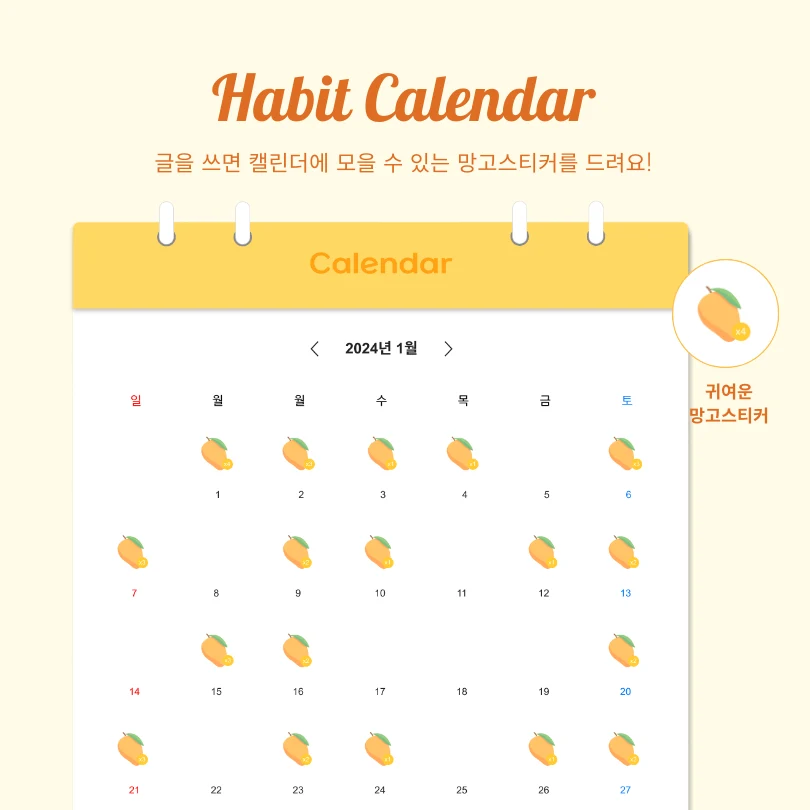 Habit Calendar
글을 쓰면 캘린더에 모을 수 있는 망고스티커를 드려요!
Calendar
x4
귀여운
망고스티커
2024년 1월
일 월 월 수 목 금 토
1 2 3 4 5 6
7 8 9 10 11 12 13
14 15 16 17 18 19 20
21 22 23 24 25 26 27